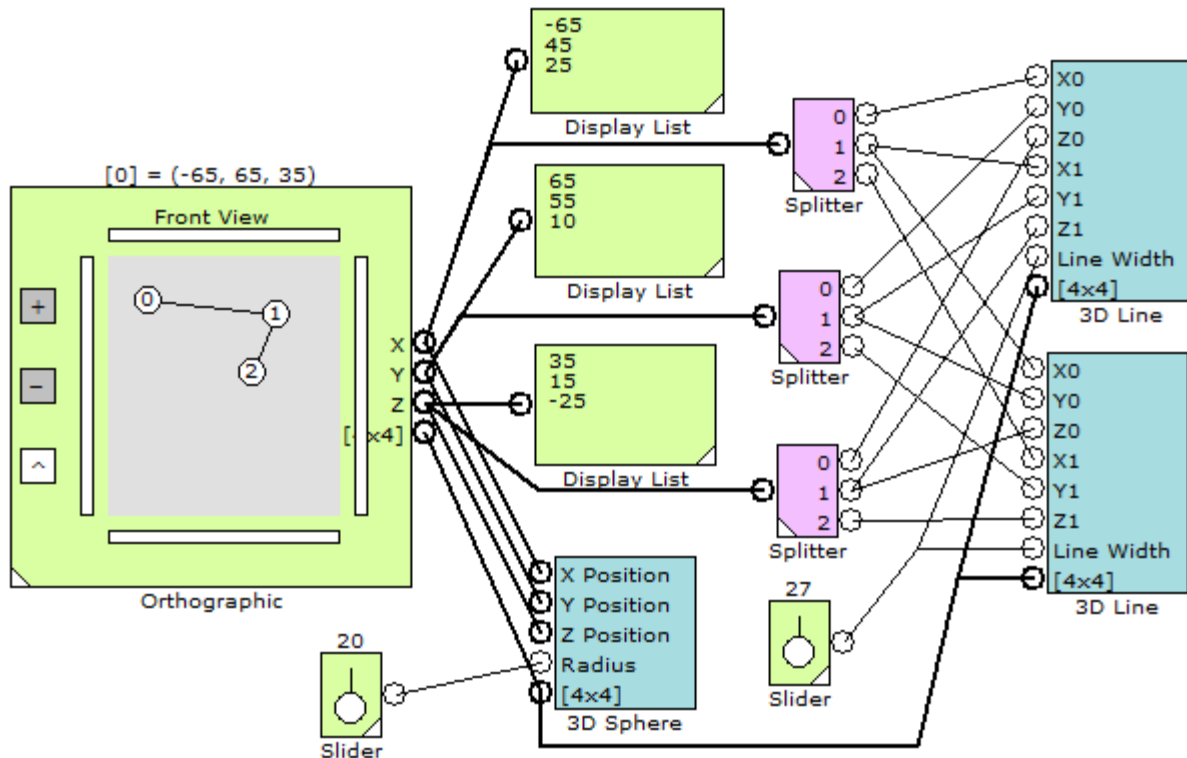 [0] = (-65, 65, 35)
Front View
+
−
^
0
1
2
X
Y
Z
[4x4]
Orthographic
-65
45
25
Display List
65
55
10
Display List
35
15
-25
Display List
0
1
2
Splitter
0
1
2
Splitter
0
1
2
Splitter
X0
Y0
Z0
X1
Y1
Z1
Line Width
[4x4]
3D Line
X0
Y0
Z0
X1
Y1
Z1
Line Width
[4x4]
3D Line
X Position
Y Position
Z Position
Radius
[4x4]
3D Sphere
20
Slider
27
Slider